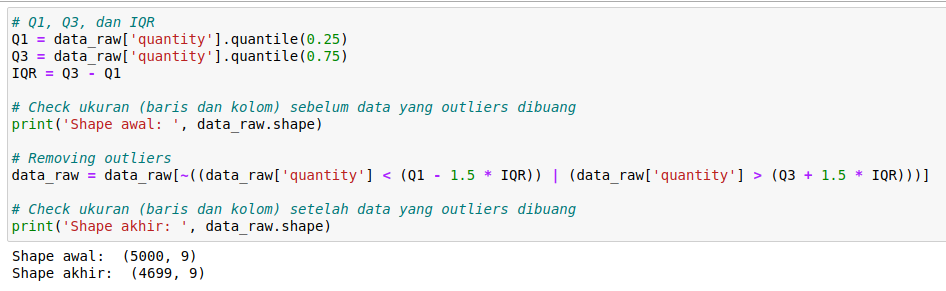 # Q1, Q3, dan IQR
Q1 = data_raw['quantity'].quantile(0.25)
Q3 = data_raw['quantity'].quantile(0.75)
IQR = Q3 - Q1
# Check ukuran (baris dan kolom) sebelum data yang outliers dibuang
print('Shape awal: ', data_raw.shape)
# Removing outliers
data_raw = data_raw[~((data_raw['quantity'] < (Q1 - 1.5 * IQR)) | (data_raw['quantity'] > (Q3 + 1.5 * IQR)))]
# Check ukuran (baris dan kolom) setelah data yang outliers dibuang
print('Shape akhir: ', data_raw.shape)
Shape awal:  (5000, 9)
Shape akhir:  (4699, 9)